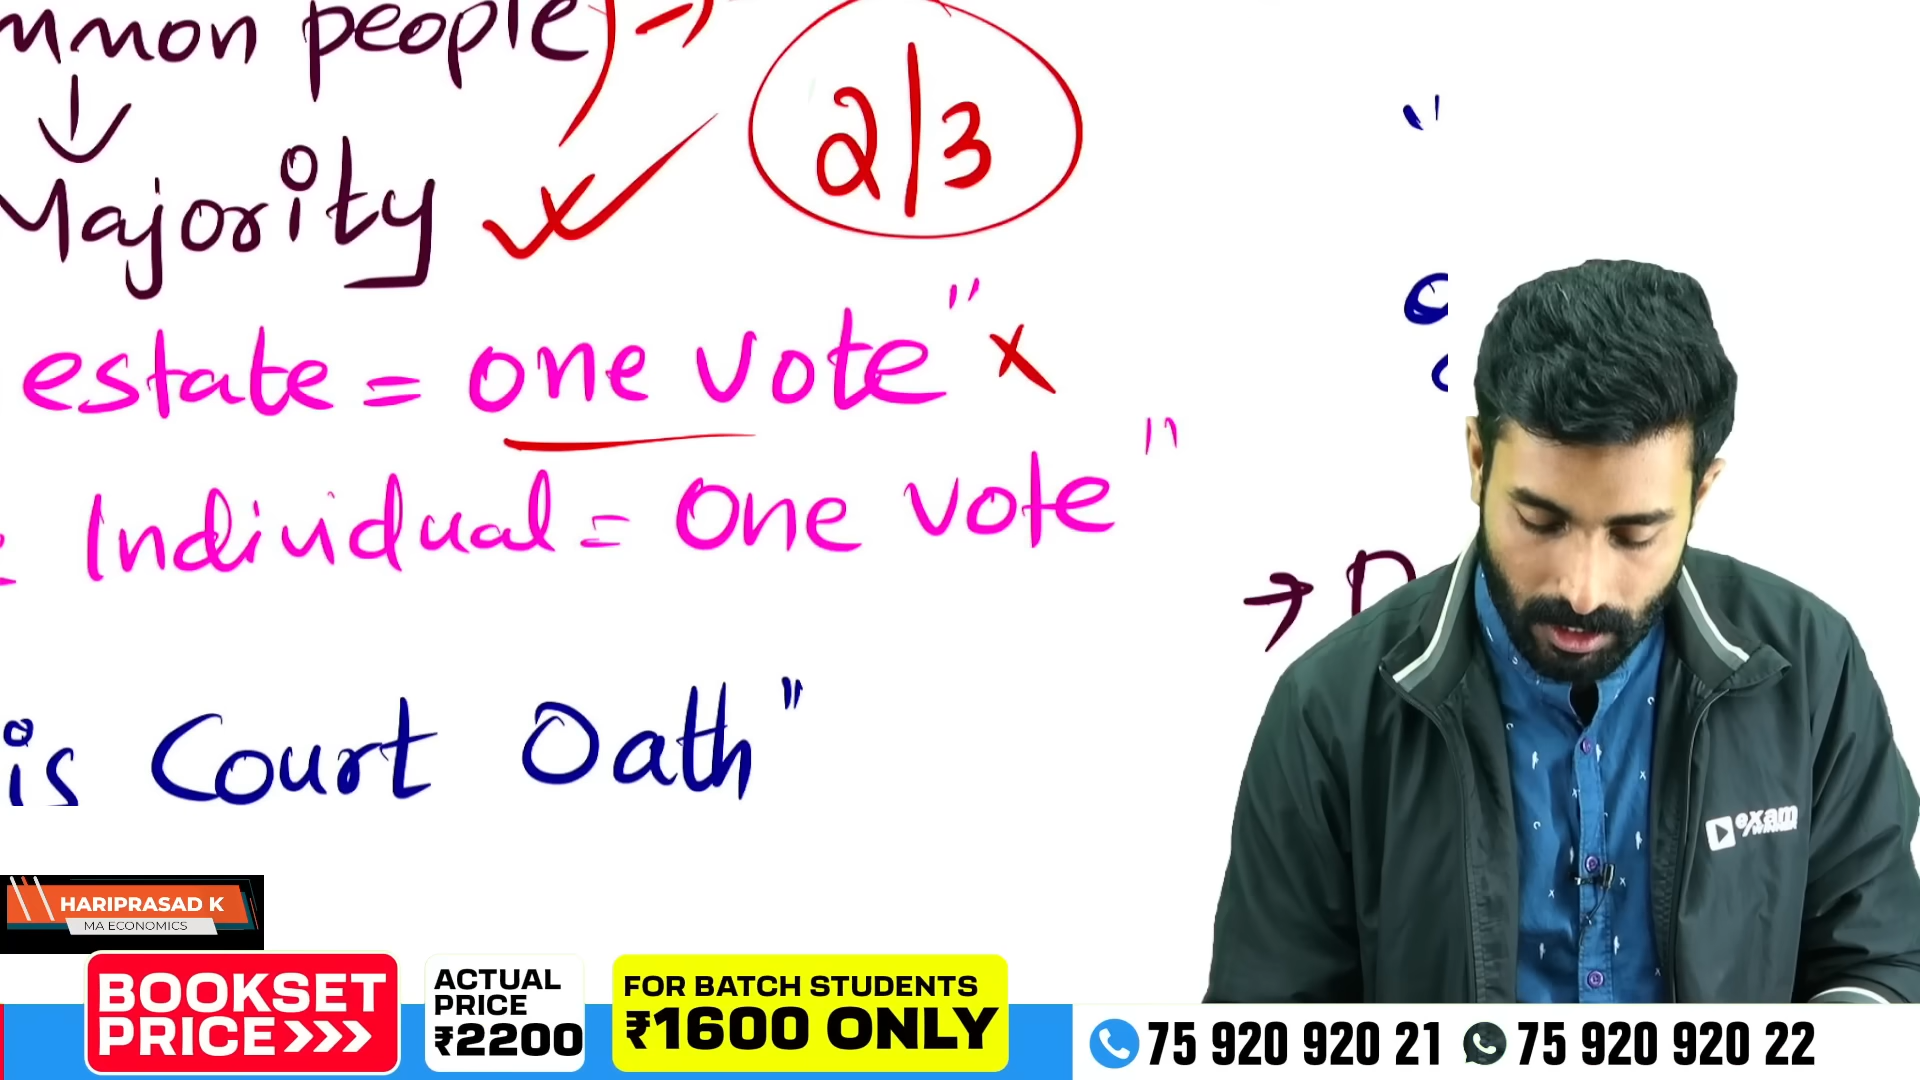 people
2/3
Majority
estate = one vote" x
Individual = One vote"
is Court Oath"
exam
WINNER
HARIPRASAD K
MA ECONOMICS
BOOKSET
PRICE >>>
ACTUAL
PRICE
₹2200
FOR BATCH STUDENTS
₹1600 ONLY
75 920 920 21
75 920 920 22